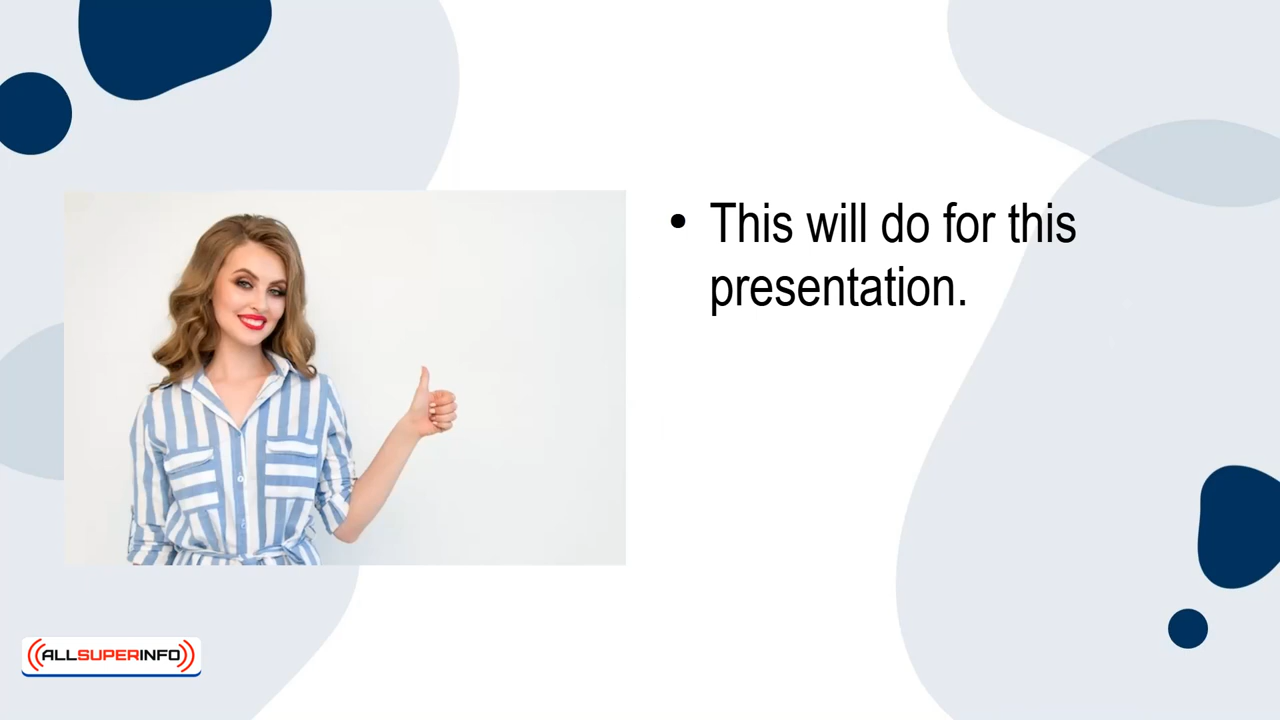 • This will do for this
presentation.
((ALLSUPERINFO))